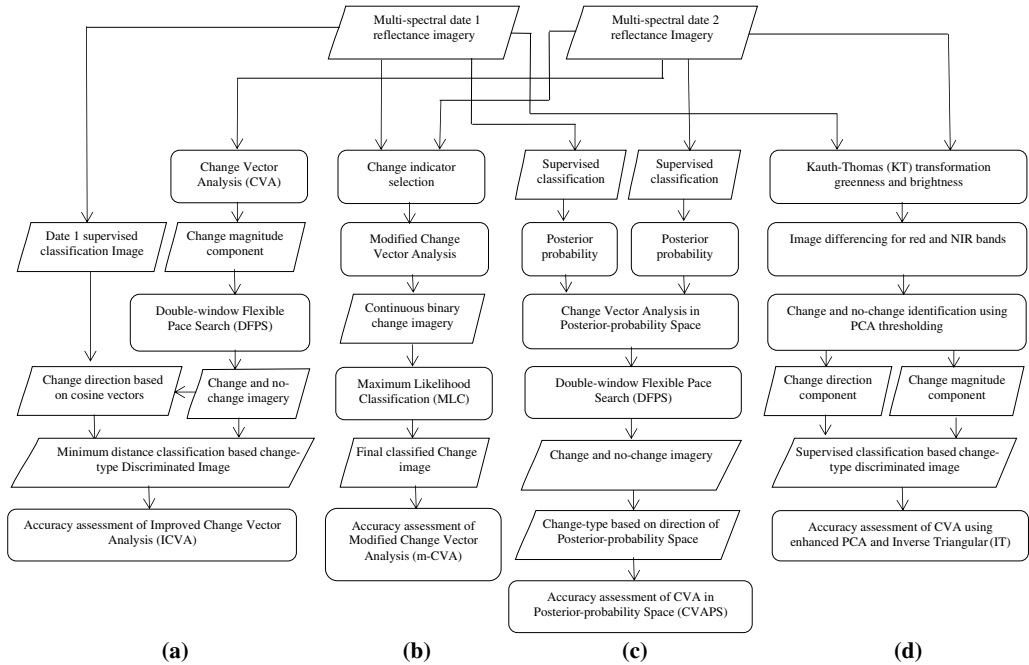 Multi-spectral date 1
reflectance imagery
Multi-spectral date 2
reflectance Imagery
Change Vector
Analysis (CVA)
Date 1 supervised
classification Image
Change magnitude
component
Double-window Flexible
Pace Search (DFPS)
Change direction based
on cosine vectors
Change and no-
change imagery
Minimum distance classification based change-
type Discriminated Image
Accuracy assessment of Improved Change Vector
Analysis (ICVA)
(a)
Change indicator
selection
Modified Change
Vector Analysis
Continuous binary
change imagery
Maximum Likelihood
Classification (MLC)
Final classified Change
image
Accuracy assessment of
Modified Change Vector
Analysis (m-CVA)
(b)
Supervised
classification
Supervised
classification
Posterior
probability
Posterior
probability
Change Vector Analysis in
Posterior-probability Space
Double-window Flexible Pace
Search (DFPS)
Change and no-change imagery
Change-type based on direction of
Posterior-probability Space
Accuracy assessment of CVA in
Posterior-probability Space (CVAPS)
(c)
Kauth-Thomas (KT) transformation
greenness and brightness
Image differencing for red and NIR bands
Change and no-change identification using
PCA thresholding
Change direction
component
Change magnitude
component
Supervised classification based change-
type discriminated image
Accuracy assessment of CVA using
enhanced PCA and Inverse Triangular (IT)
(d)